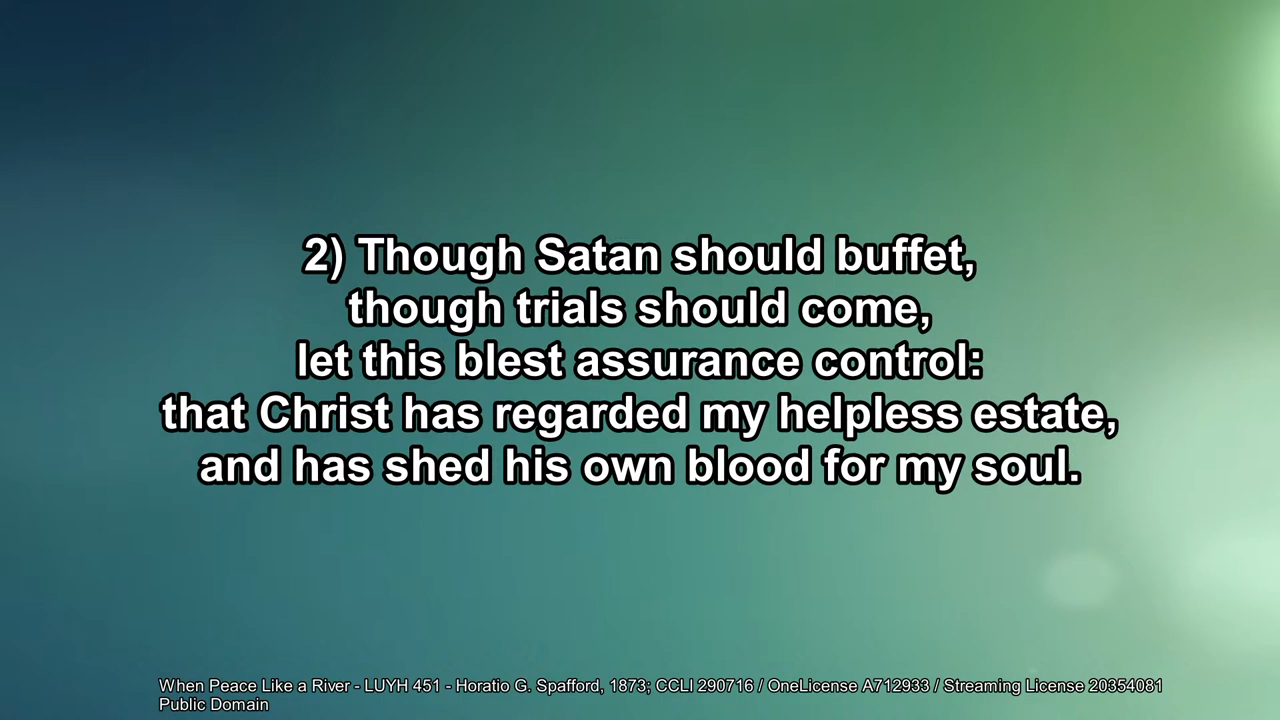 2) Though Satan should buffet,
though trials should come,
let this blest assurance control:
that Christ has regarded my helpless estate,
and has shed his own blood for my soul.
When Peace Like a River - LUYH 451 - Horatio G. Spafford, 1873; CCLI 290716 / OneLicense A712933 / Streaming License 20354081
Public Domain